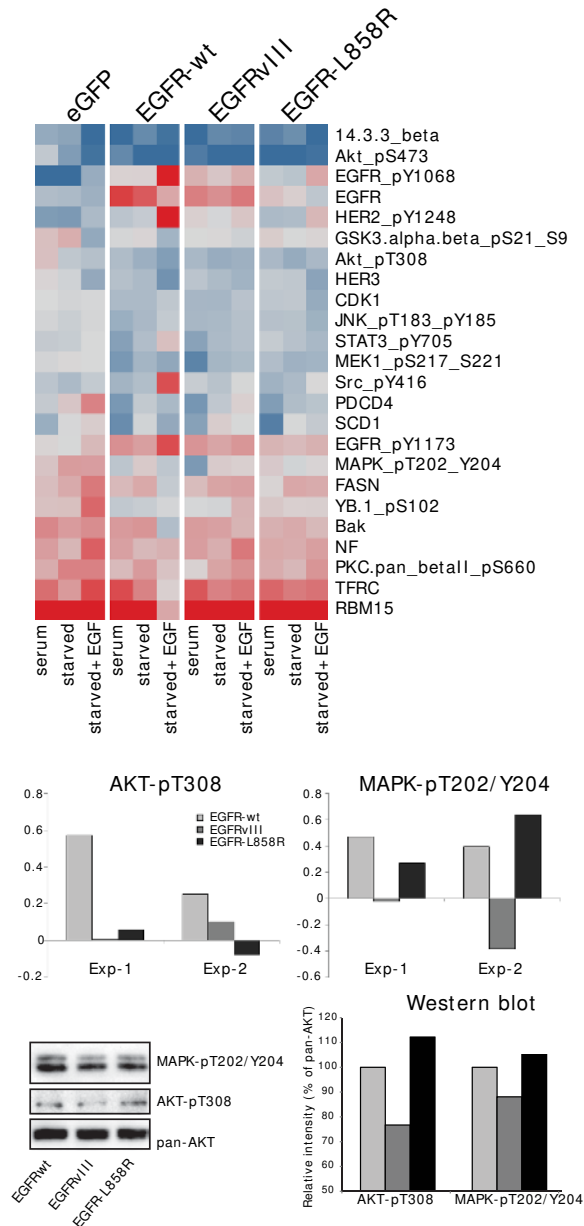 eGFP
EGFR-wt
EGFRvIII
EGFR-L858R
14.3.3_beta
Akt_pS473
EGFR_pY1068
EGFR
HER2_pY1248
GSK3.alpha.beta_pS21_S9
Akt_pT308
HER3
CDK1
JNK_pT183_pY185
STAT3_pY705
MEK1_pS217_S221
Src_pY416
PDCD4
SCD1
EGFR_pY1173
MAPK_pT202_Y204
FASN
YB.1_pS102
Bak
NF
PKC.pan_betaII_pS660
TFRC
RBM15
serum
starved
starved+ EGF
serum
starved
starved+ EGF
serum
starved
starved+ EGF
serum
starved
starved+ EGF
AKT-pT308
0.8
0.6
0.4
0.2
0
-0.2
EGFR-wt
EGFRvIII
EGFR-L858R
Exp-1
Exp-2
MAPK-pT202/Y204
0.8
0.6
0.4
0.2
0
-0.2
-0.4
-0.6
Exp-1
Exp-2
MAPK-pT202/Y204
AKT-pT308
pan-AKT
EGFRwt
EGFRvIII
EGFR-L858R
Western blot
Relative intensity (% of pan-AKT)
120
110
100
90
80
70
60
50
AKT-pT308
MAPK-pT202/Y204